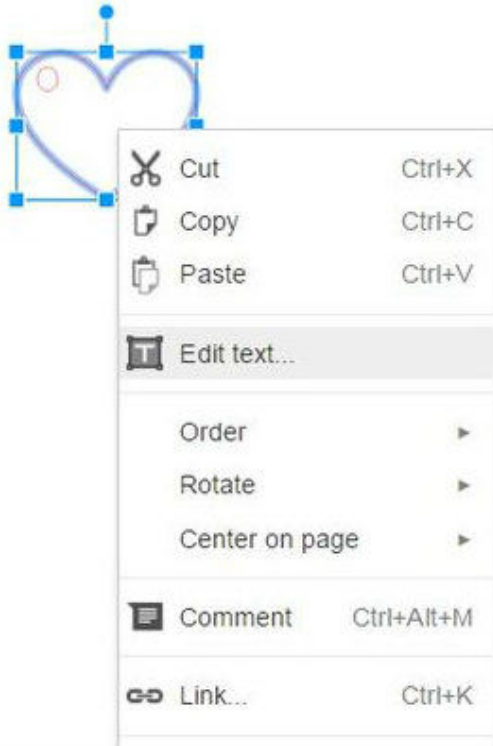 Cut Ctrl+X
Copy Ctrl+C
Paste Ctrl+V
Edit text...
Order
Rotate
Center on page
Comment Ctrl+Alt+M
Link... Ctrl+K